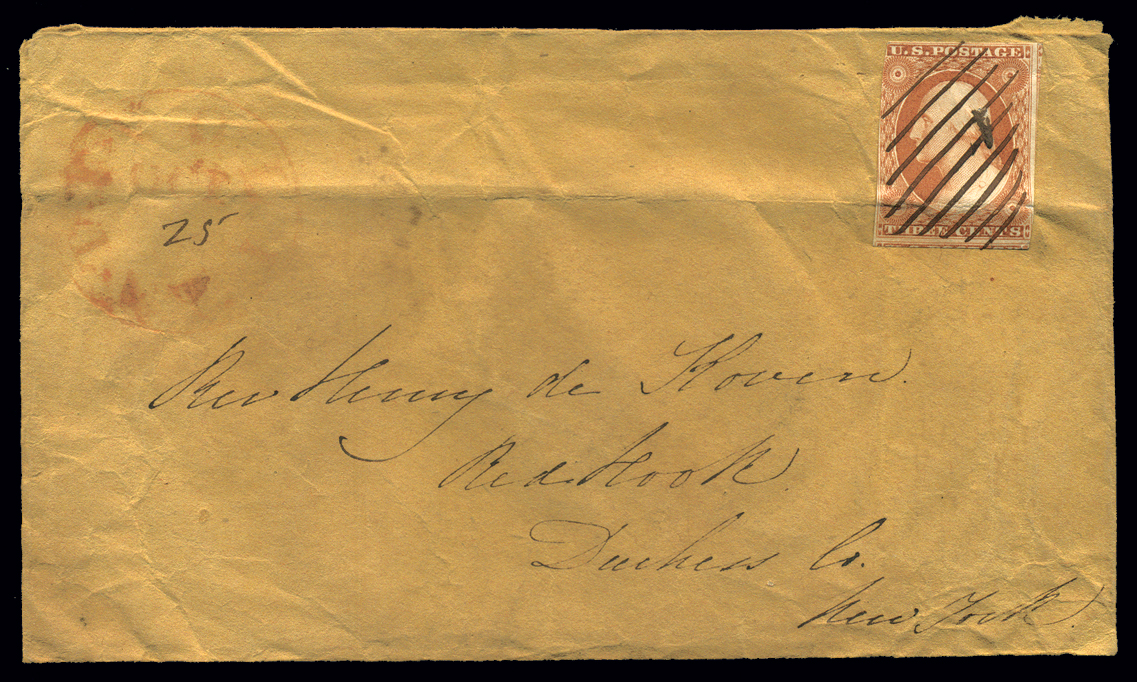 U.S. POSTAGE
THREE CENTS
25
Rev Henry de Koven.
Red Hook
Duchess Co.
New York.